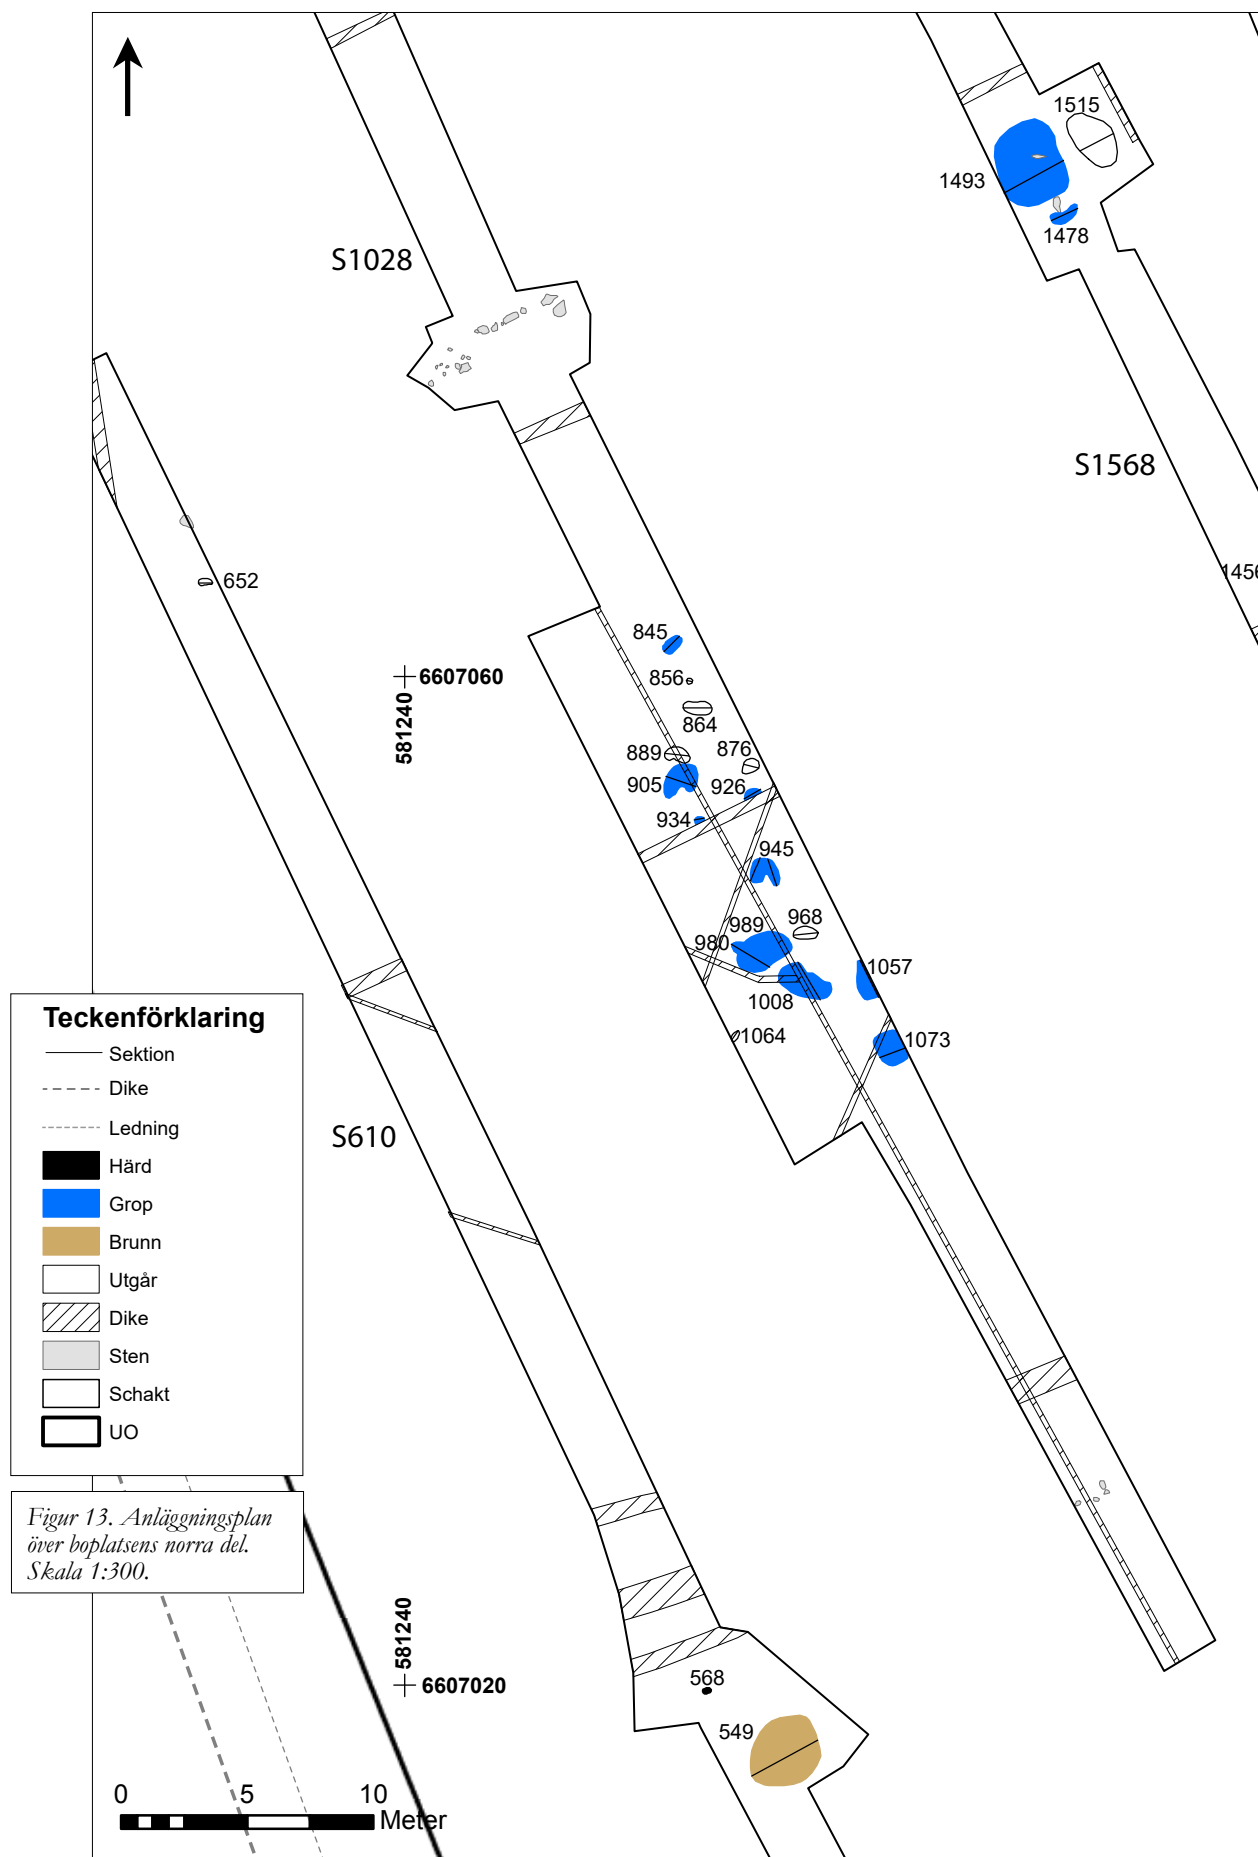 1515
1493
1478
S1028
S1568
1456
652
845
6607060
581240
856
864
889
876
905
926
934
945
968
989
980
1057
1008
1064
1073
S610
Teckenförklaring
Sektion
Dike
Ledning
Härd
Grop
Brunn
Utgår
Dike
Sten
Schakt
UO
Figur 13. Anläggningsplan
över boplatsens norra del.
Skala 1:300.
581240
6607020
568
549
0 5 10
Meter